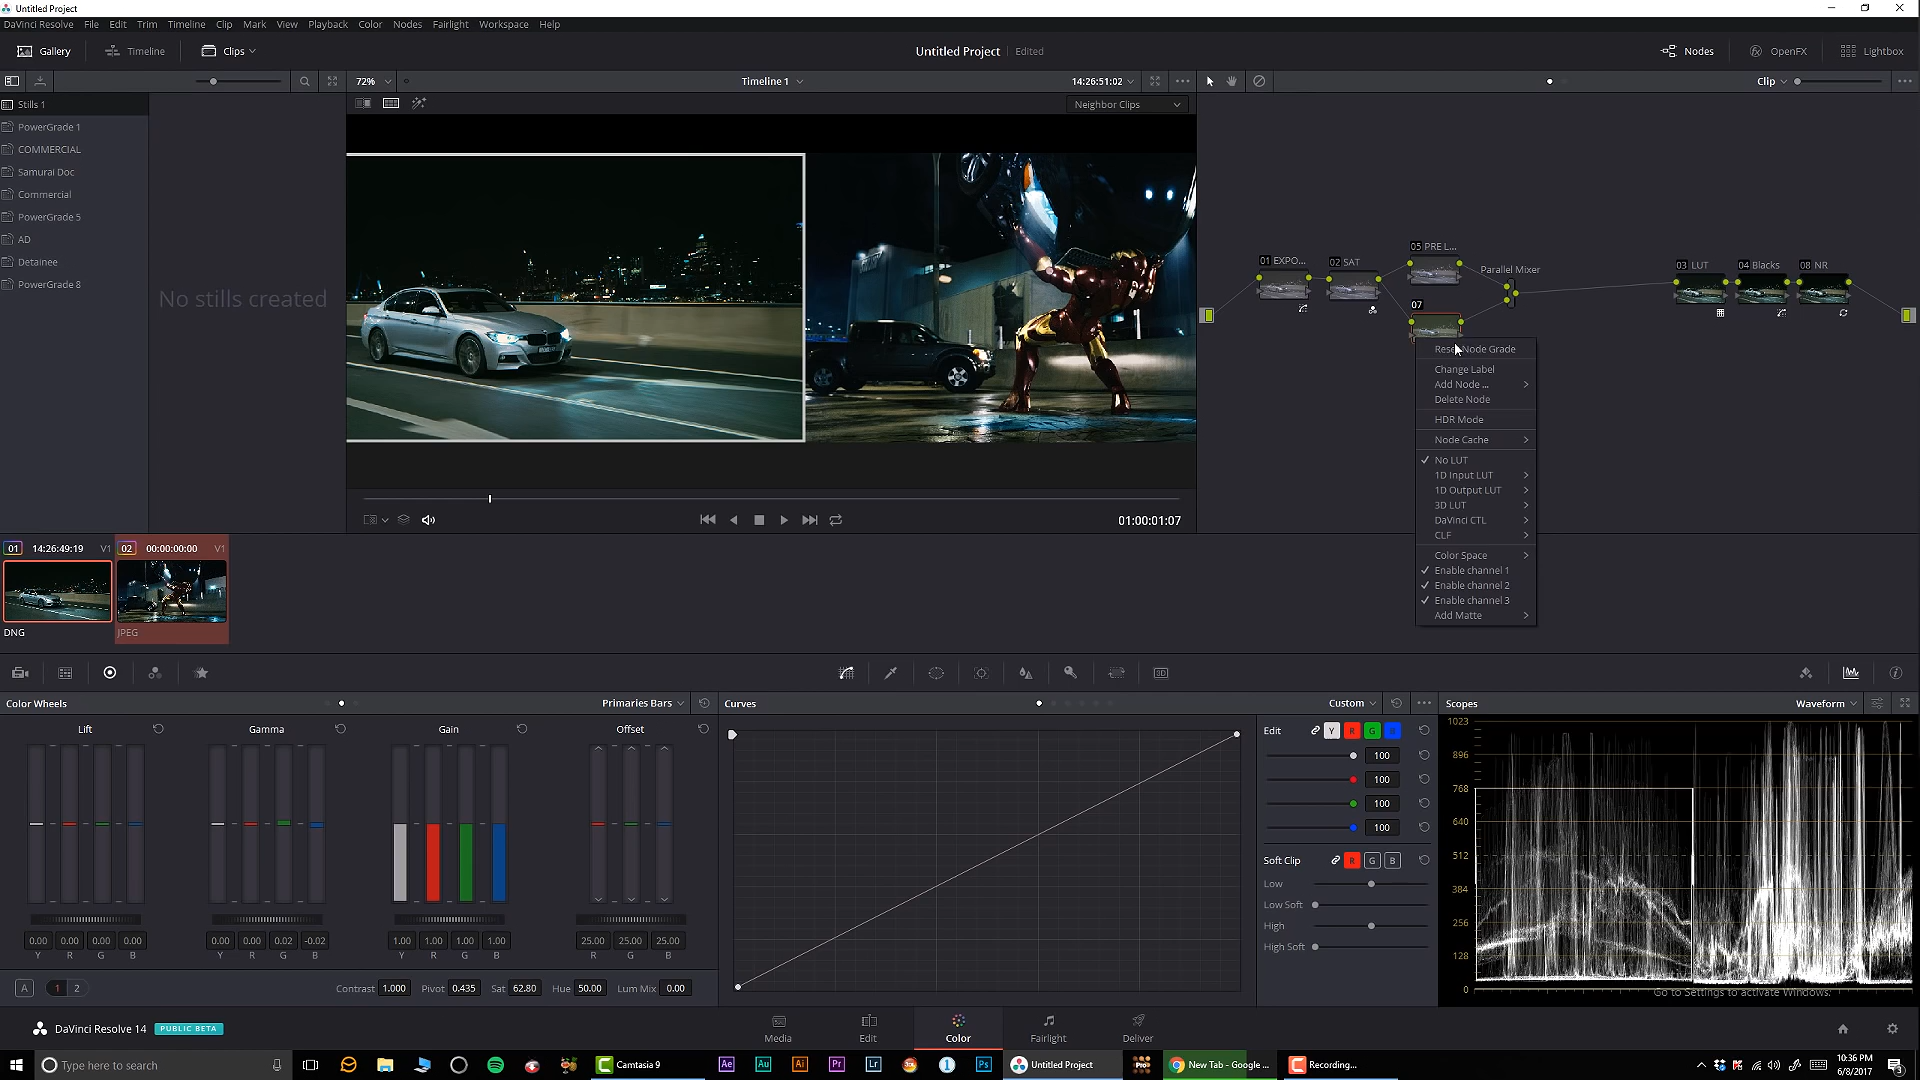 Untitled Project
DaVinci Resolve File Edit Trim Timeline Clip Mark View Playback Color Nodes Fairlight Workspace Help
Gallery Timeline Clips Untitled Project Edited Nodes OpenFX Lightbox
72% Timeline 1 14:26:51:02 Clip
Stills 1
Neighbor Clips
PowerGrade 1
COMMERCIAL
Samurai Doc
Commercial
PowerGrade 5
AD
Detainee
PowerGrade 8
No stills created
05 PRE L...
01 EXPO... 02 SAT Parallel Mixer 03 LUT 04 Blacks 08 NR
07
Reset Node Grade
Change Label
Add Node ...
Delete Node
HDR Mode
Node Cache
No LUT
1D Input LUT
1D Output LUT
3D LUT
DaVinci CTL
CLF
Color Space
Enable channel 1
Enable channel 2
Enable channel 3
Add Matte
01:00:01:07
01 14:26:49:19 V1 02 00:00:00:00 V1
DNG JPEG
Color Wheels Primaries Bars Curves Custom Scopes Waveform
Lift Gamma Gain Offset
Edit Y R G B
100
100
100
100
Soft Clip R G B
Low
Low Soft
High
High Soft
1023
896
768
640
512
384
256
128
0
0.00 0.00 0.00 0.00 0.00 0.00 0.02 -0.02 1.00 1.00 1.00 1.00 25.00 25.00 25.00
Y R G B Y R G B Y R G B R G B
A 1 2 Contrast 1.000 Pivot 0.435 Sat 62.80 Hue 50.00 Lum Mix 0.00
Go to Settings to activate Windows.
DaVinci Resolve 14 PUBLIC BETA Media Edit Color Fairlight Deliver
Type here to search Camtasia 9 Ae Au Ai Pr Lr Ps Untitled Project New Tab - Google ... Recording... 10:36 PM
6/8/2017